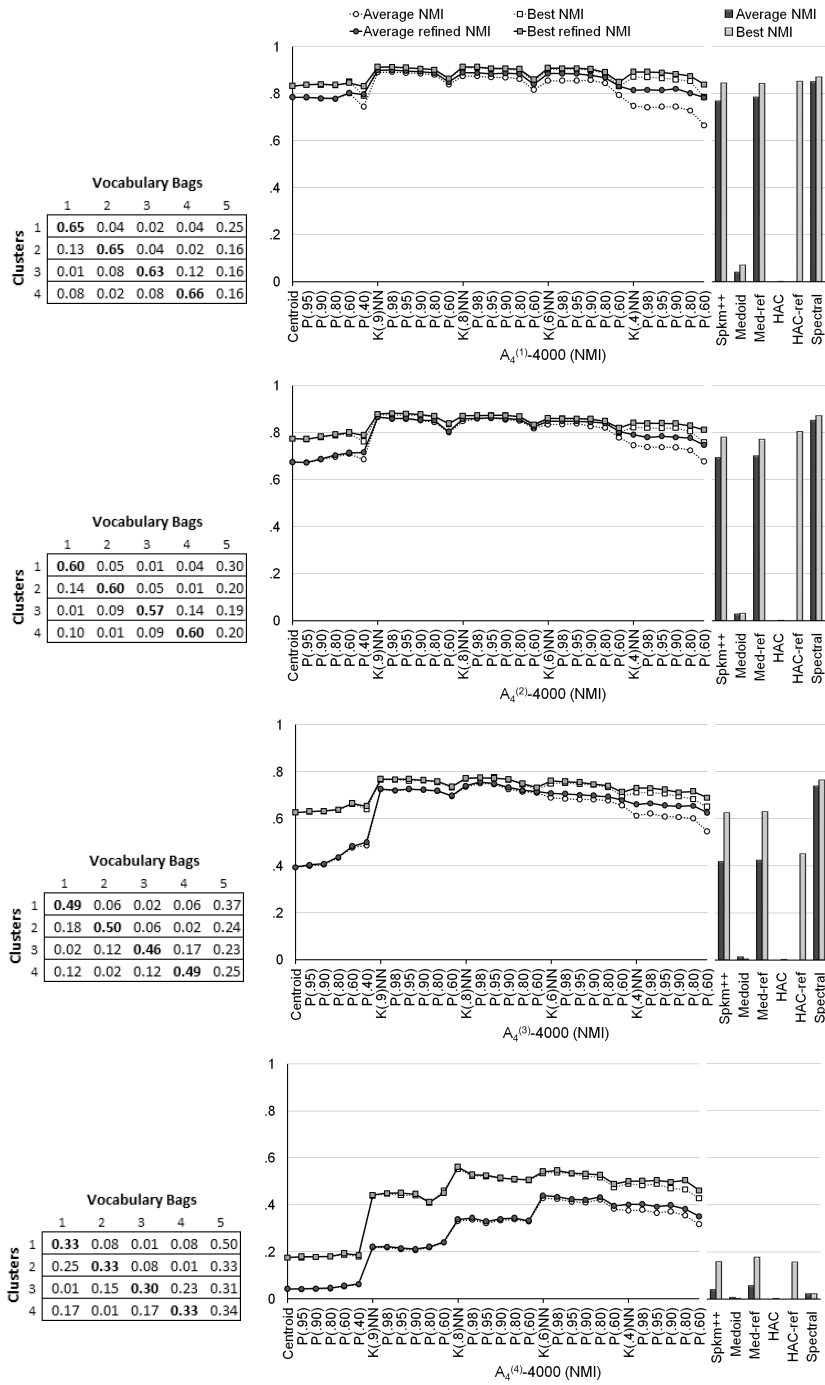 Average NMI Best NMI Average NMI
Average refined NMI Best refined NMI Best NMI
1
.8
.6
.4
.2
0
Vocabulary Bags
1 2 3 4 5
Clusters
1 0.65 0.04 0.02 0.04 0.25
2 0.13 0.65 0.04 0.02 0.16
3 0.01 0.08 0.63 0.12 0.16
4 0.08 0.02 0.08 0.66 0.16
Centroid P(.95) P(.90) P(.80) P(.60) P(.40) K(.9)NN P(.98) P(.95) P(.90) P(.80) P(.60) K(.8)NN P(.98) P(.95) P(.90) P(.80) P(.60) K(.6)NN P(.98) P(.95) P(.90) P(.80) P(.60) K(.4)NN P(.98) P(.95) P(.90) P(.80) P(.60)
Spkm++ Medoid Med-ref HAC HAC-ref Spectral
A4(1)-4000 (NMI)
1
.8
.6
.4
.2
0
Vocabulary Bags
1 2 3 4 5
Clusters
1 0.60 0.05 0.01 0.04 0.30
2 0.14 0.60 0.05 0.01 0.20
3 0.01 0.09 0.57 0.14 0.19
4 0.10 0.01 0.09 0.60 0.20
Centroid P(.95) P(.90) P(.80) P(.60) P(.40) K(.9)NN P(.98) P(.95) P(.90) P(.80) P(.60) K(.8)NN P(.98) P(.95) P(.90) P(.80) P(.60) K(.6)NN P(.98) P(.95) P(.90) P(.80) P(.60) K(.4)NN P(.98) P(.95) P(.90) P(.80) P(.60)
Spkm++ Medoid Med-ref HAC HAC-ref Spectral
A4(2)-4000 (NMI)
1
.8
.6
.4
.2
0
Vocabulary Bags
1 2 3 4 5
Clusters
1 0.49 0.06 0.02 0.06 0.37
2 0.18 0.50 0.06 0.02 0.24
3 0.02 0.12 0.46 0.17 0.23
4 0.12 0.02 0.12 0.49 0.25
Centroid P(.95) P(.90) P(.80) P(.60) P(.40) K(.9)NN P(.98) P(.95) P(.90) P(.80) P(.60) K(.8)NN P(.98) P(.95) P(.90) P(.80) P(.60) K(.6)NN P(.98) P(.95) P(.90) P(.80) P(.60) K(.4)NN P(.98) P(.95) P(.90) P(.80) P(.60)
Spkm++ Medoid Med-ref HAC HAC-ref Spectral
A4(3)-4000 (NMI)
1
.8
.6
.4
.2
0
Vocabulary Bags
1 2 3 4 5
Clusters
1 0.33 0.08 0.01 0.08 0.50
2 0.25 0.33 0.08 0.01 0.33
3 0.01 0.15 0.30 0.23 0.31
4 0.17 0.01 0.17 0.33 0.34
Centroid P(.95) P(.90) P(.80) P(.60) P(.40) K(.9)NN P(.98) P(.95) P(.90) P(.80) P(.60) K(.8)NN P(.98) P(.95) P(.90) P(.80) P(.60) K(.6)NN P(.98) P(.95) P(.90) P(.80) P(.60) K(.4)NN P(.98) P(.95) P(.90) P(.80) P(.60)
Spkm++ Medoid Med-ref HAC HAC-ref Spectral
A4(4)-4000 (NMI)